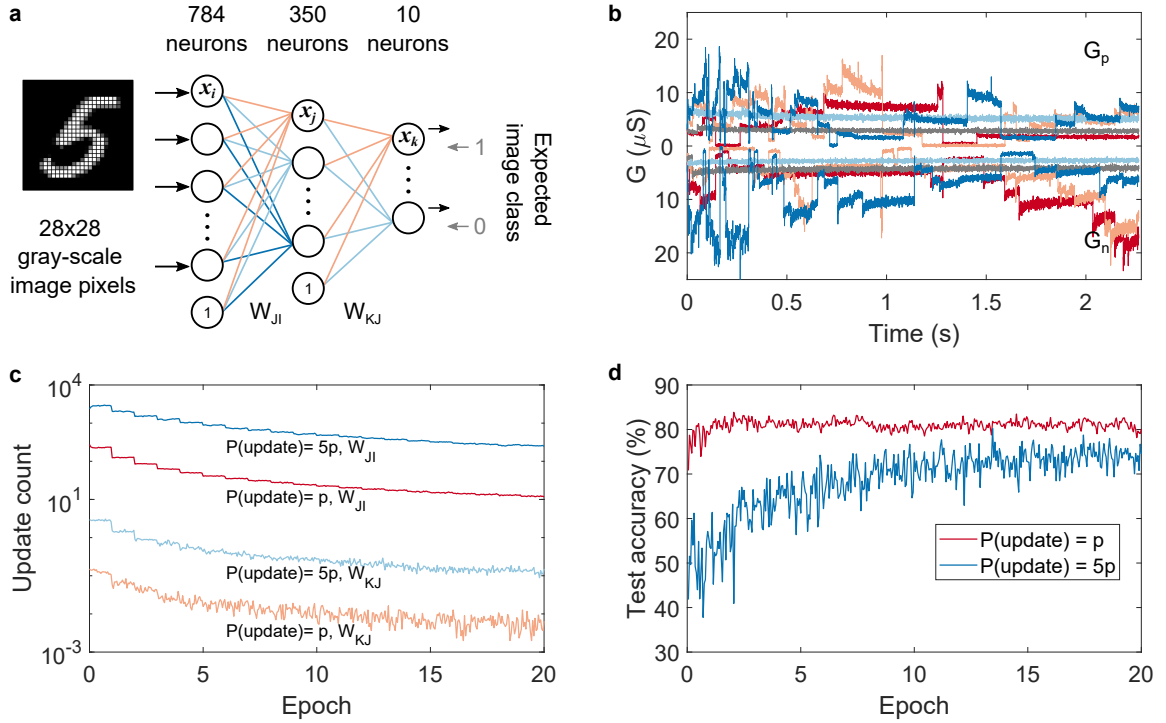 a
784
neurons
350
neurons
10
neurons
x_i
x_j
x_k
1
0
Expected
image class
28x28
gray-scale
image pixels
1
1
W_JI
W_KJ
b
20
10
0
10
20
G (μS)
G_p
G_n
0
0.5
1
1.5
2
Time (s)
c
10^4
10^1
10^-3
Update count
P(update)= 5p, W_JI
P(update)= p, W_JI
P(update)= 5p, W_KJ
P(update)= p, W_KJ
0
5
10
15
20
Epoch
d
90
80
70
60
50
40
30
Test accuracy (%)
P(update) = p
P(update) = 5p
0
5
10
15
20
Epoch